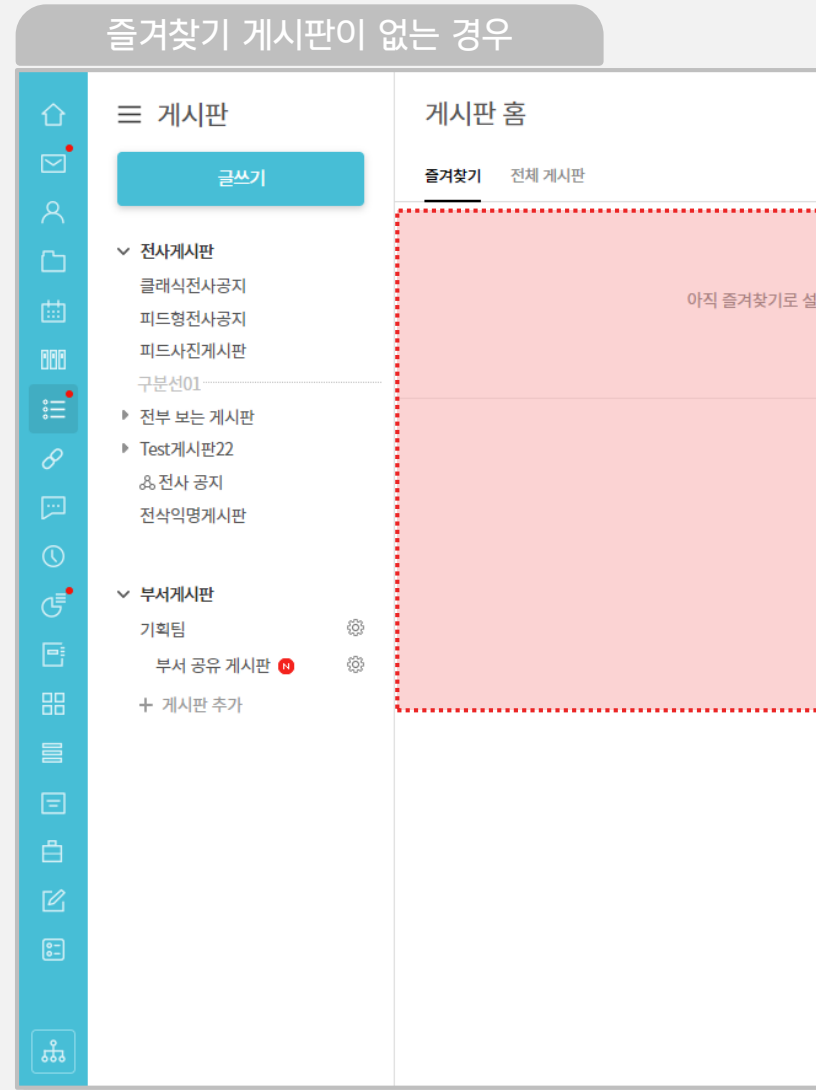 즐겨찾기 게시판이 없는 경우
게시판
글쓰기
전사게시판
클래식전사공지
피드형전사공지
피드사진게시판
구분선01
전부 보는 게시판
Test게시판22
전사 공지
전삭익명게시판
부서게시판
기획팀
부서 공유 게시판 N
+ 게시판 추가
게시판 홈
즐겨찾기 전체 게시판
아직 즐겨찾기로 설